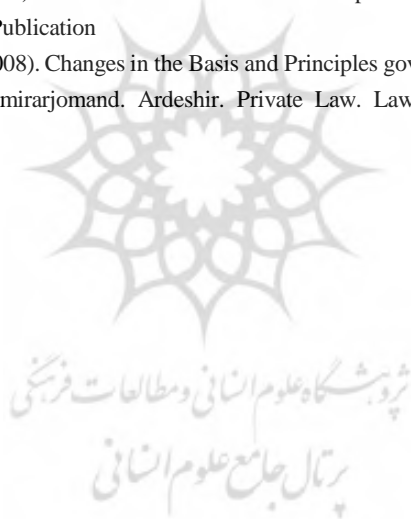 Publication
008). Changes in the Basis and Principles gov
mirarjomand. Ardeshir. Private Law. Law
پژوهشگاه علوم انسانی و مطالعات فرهنگی
پرتال جامع علوم انسانی